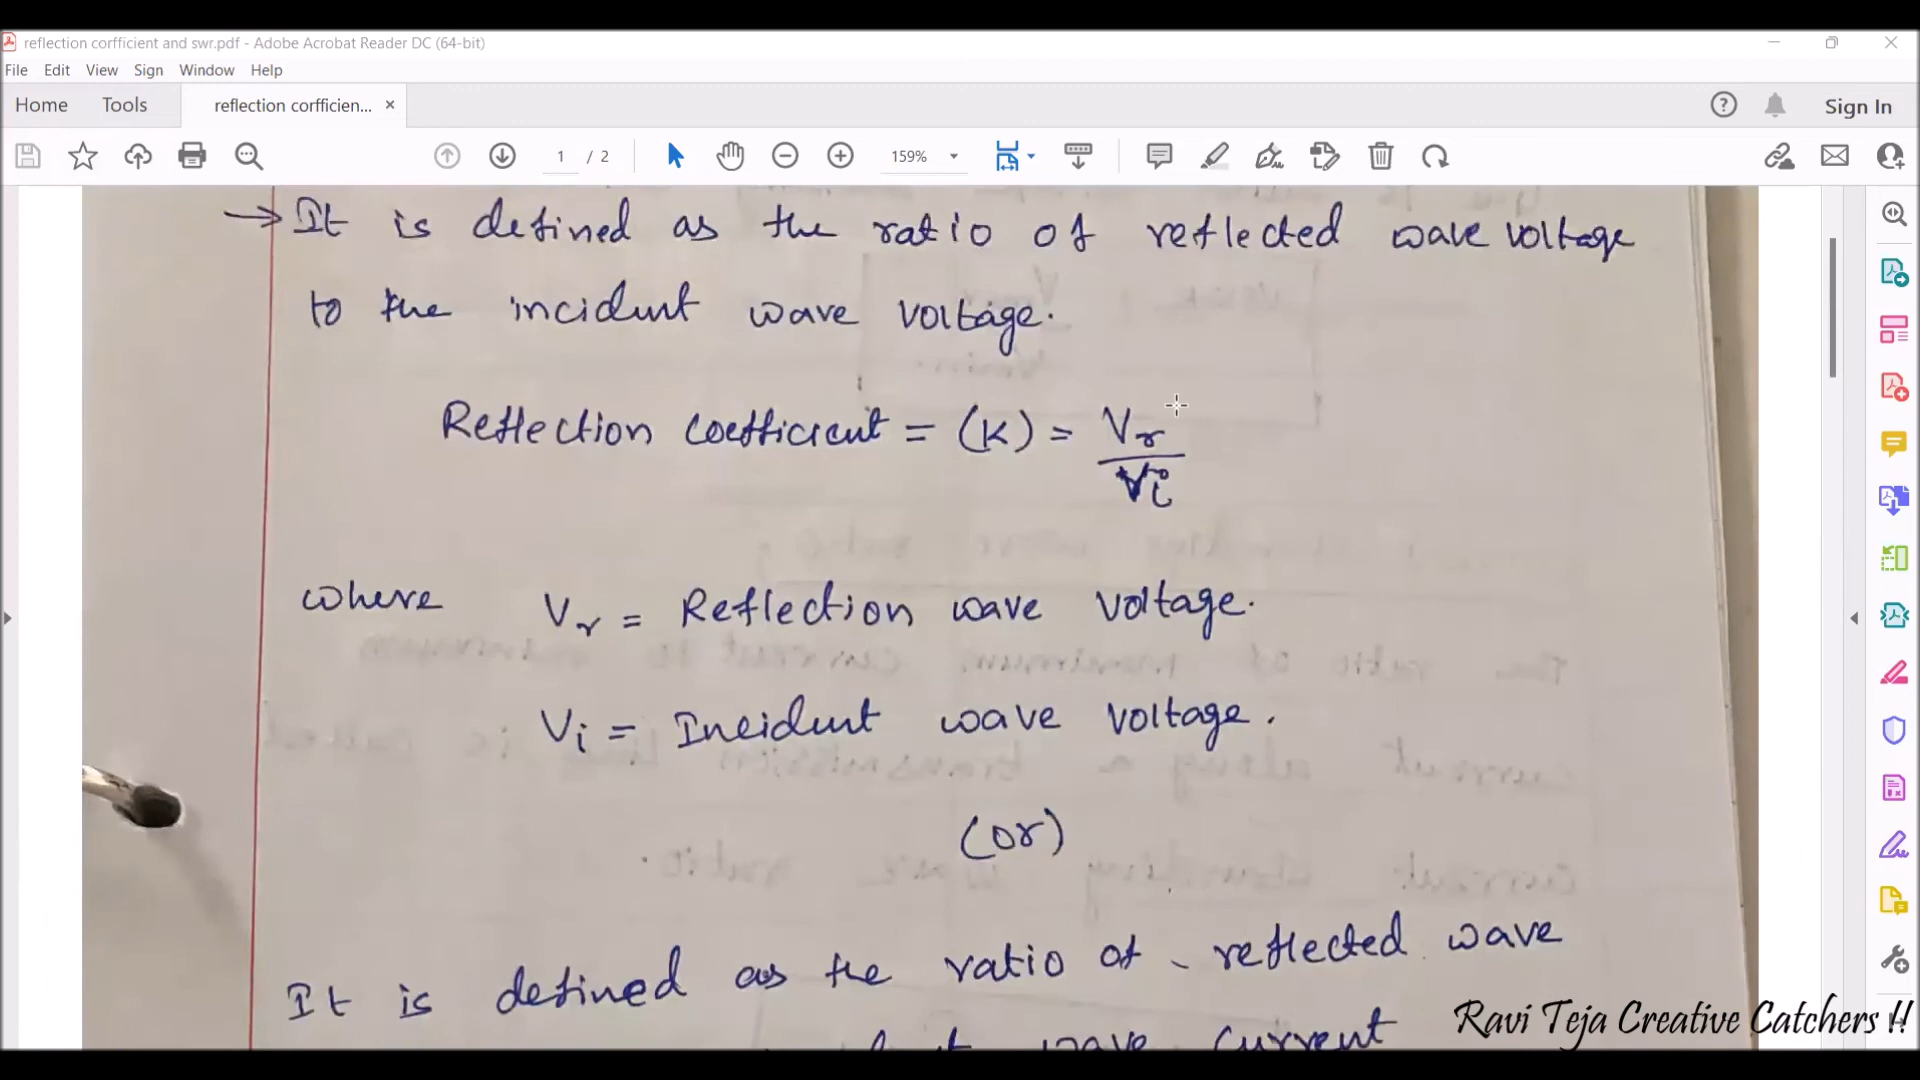 reflection corfficient and swr.pdf - Adobe Acrobat Reader DC (64-bit)
File Edit View Sign Window Help
Home Tools reflection corfficien... × Sign In
1 / 2 159%
→ It is defined as the ratio of reflected wave voltage
to the incident wave voltage.
Reflection coefficient = (K) = Vr
Vi
where Vr = Reflection wave voltage.
Vi = Incident wave voltage.
(or)
It is defined as the ratio of reflected wave
wave current
Ravi Teja Creative Catchers !!